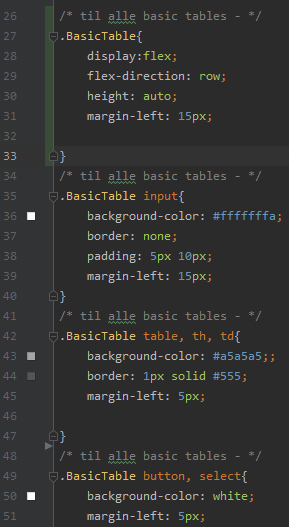 26 /* til alle basic tables - */
27 .BasicTable{
28 display:flex;
29 flex-direction: row;
30 height: auto;
31 margin-left: 15px;
32
33 }
34 /* til alle basic tables - */
35 .BasicTable input{
36 background-color: #fffffffa;
37 border: none;
38 padding: 5px 10px;
39 margin-left: 15px;
40 }
41 /* til alle basic tables - */
42 .BasicTable table, th, td{
43 background-color: #a5a5a5;;
44 border: 1px solid #555;
45 margin-left: 5px;
46
47 }
48 /* til alle basic tables - */
49 .BasicTable button, select{
50 background-color: white;
51 margin-left: 5px;